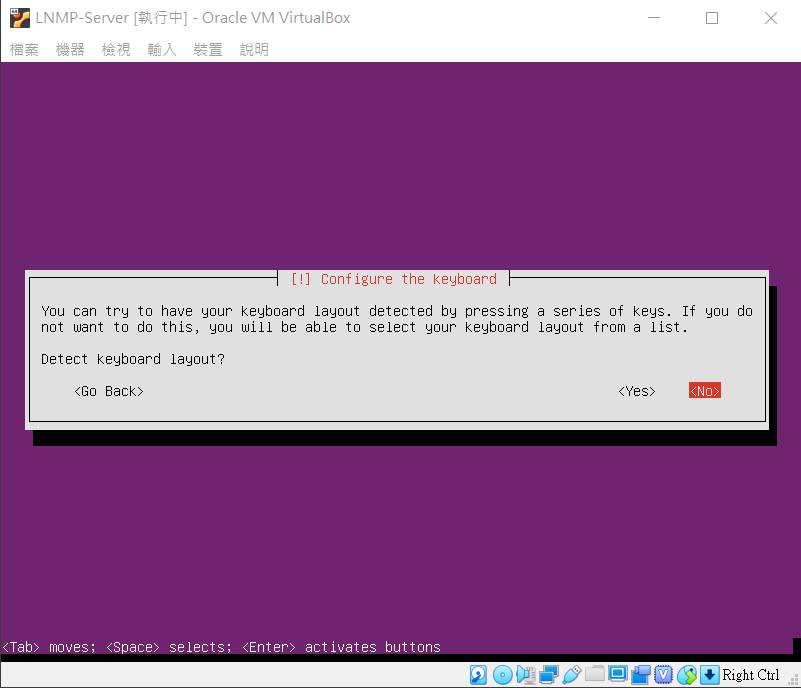 LNMP-Server [執行中] - Oracle VM VirtualBox
檔案 機器 檢視 輸入 裝置 說明
[!] Configure the keyboard
You can try to have your keyboard layout detected by pressing a series of keys. If you do
not want to do this, you will be able to select your keyboard layout from a list.
Detect keyboard layout?
<Go Back> <Yes> <No>
<Tab> moves; <Space> selects; <Enter> activates buttons
Right Ctrl